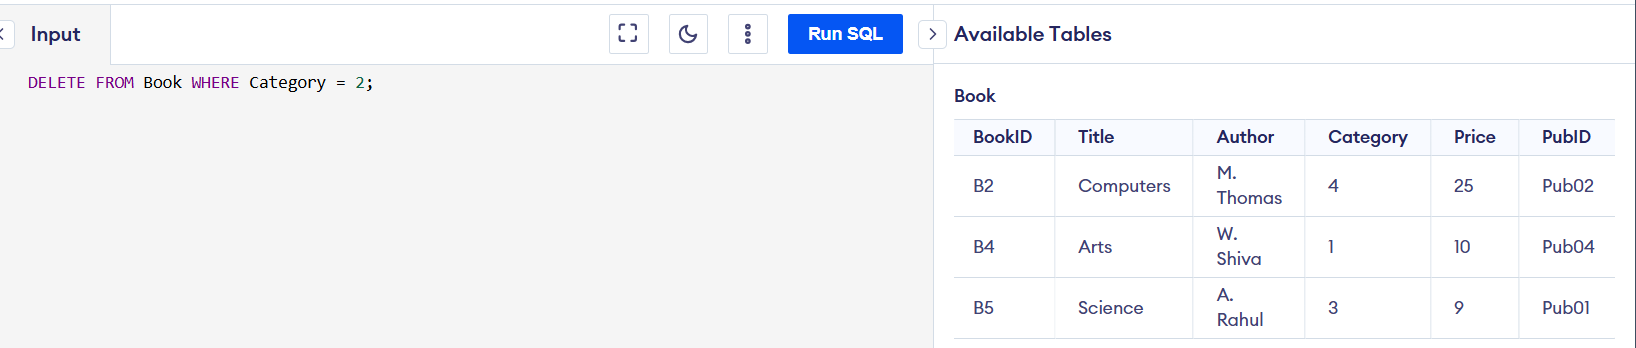 Input
Run SQL
DELETE FROM Book WHERE Category = 2;
Available Tables
Book
BookID Title Author Category Price PubID
B2 Computers M. Thomas 4 25 Pub02
B4 Arts W. Shiva 1 10 Pub04
B5 Science A. Rahul 3 9 Pub01